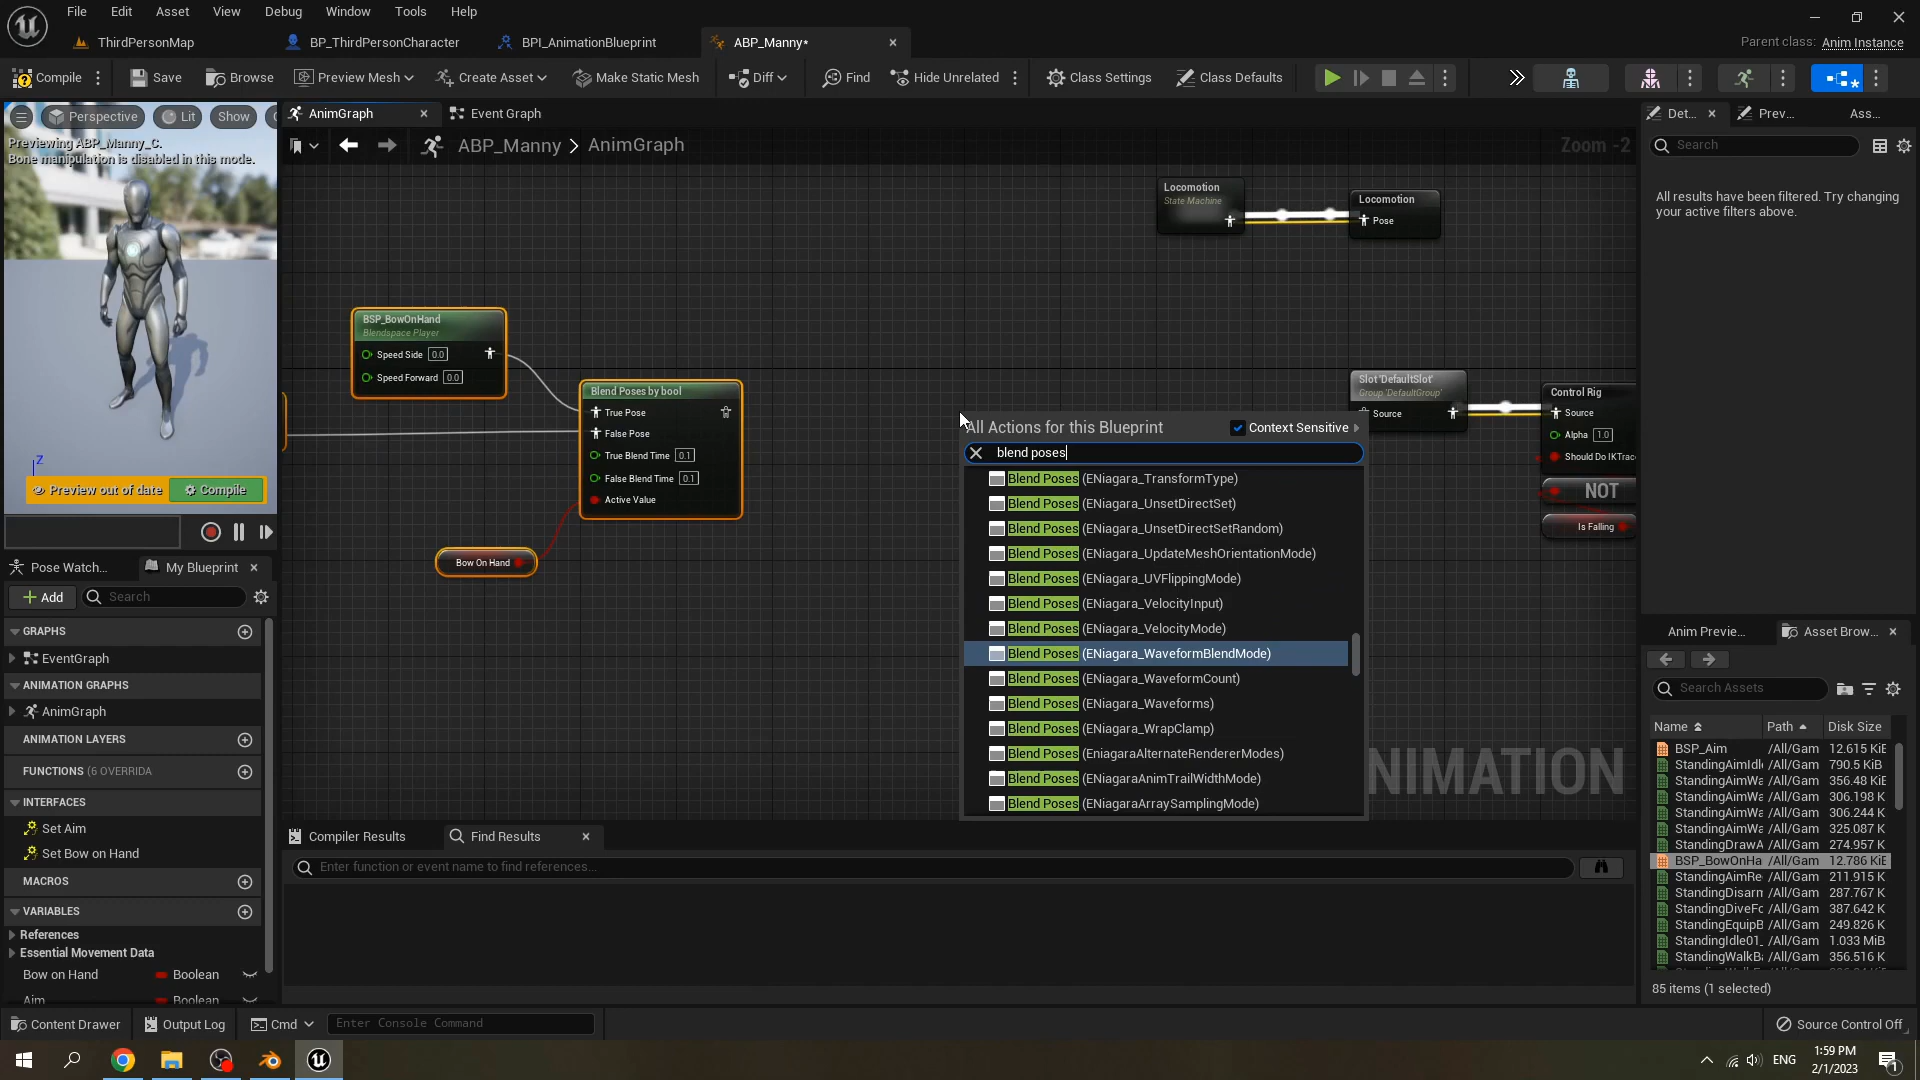 File Edit Asset View Debug Window Tools Help
ThirdPersonMap
BP_ThirdPersonCharacter
BPI_AnimationBlueprint
ABP_Manny*
Parent class: Anim Instance
Compile
Save
Browse
Preview Mesh
Create Asset
Make Static Mesh
Diff
Find
Hide Unrelated
Class Settings
Class Defaults
Perspective
Lit
Show
Previewing ABP_Manny_C.
Bone manipulation is disabled in this mode.
Z
Preview out of date
Compile
AnimGraph
Event Graph
ABP_Manny > AnimGraph
Zoom -2
Locomotion
State Machine
Locomotion
Pose
BSP_BowOnHand
Blendspace Player
Speed Side 0.0
Speed Forward 0.0
Blend Poses by bool
True Pose
False Pose
True Blend Time 0.1
False Blend Time 0.1
Active Value
Bow On Hand
Slot 'DefaultSlot'
Group 'DefaultGroup'
Source
Control Rig
Source
Alpha 1.0
Should Do IKTrac
NOT
Is Falling
NIMATION
All Actions for this Blueprint
Context Sensitive
blend poses
Blend Poses (ENiagara_TransformType)
Blend Poses (ENiagara_UnsetDirectSet)
Blend Poses (ENiagara_UnsetDirectSetRandom)
Blend Poses (ENiagara_UpdateMeshOrientationMode)
Blend Poses (ENiagara_UVFlippingMode)
Blend Poses (ENiagara_VelocityInput)
Blend Poses (ENiagara_VelocityMode)
Blend Poses (ENiagara_WaveformBlendMode)
Blend Poses (ENiagara_WaveformCount)
Blend Poses (ENiagara_Waveforms)
Blend Poses (ENiagara_WrapClamp)
Blend Poses (EniagaraAlternateRendererModes)
Blend Poses (ENiagaraAnimTrailWidthMode)
Blend Poses (ENiagaraArraySamplingMode)
Pose Watch...
My Blueprint
Add
Search
GRAPHS
EventGraph
ANIMATION GRAPHS
AnimGraph
ANIMATION LAYERS
FUNCTIONS (6 OVERRIDA
INTERFACES
Set Aim
Set Bow on Hand
MACROS
VARIABLES
References
Essential Movement Data
Bow on Hand Boolean
Aim Boolean
Compiler Results
Find Results
Enter function or event name to find references...
Det...
Prev...
Ass...
Search
All results have been filtered. Try changing
your active filters above.
Anim Previe...
Asset Brow...
Search Assets
Name Path Disk Size
BSP_Aim /All/Gam 12.615 KiE
StandingAimIdle /All/Gam 790.5 KiB
StandingAimWa /All/Gam 356.48 KiE
StandingAimWa /All/Gam 306.198 K
StandingAimWa /All/Gam 306.244 K
StandingAimWa /All/Gam 325.087 K
StandingDrawA /All/Gam 274.957 K
BSP_BowOnHa /All/Gam 12.786 KiE
StandingAimRe /All/Gam 211.915 K
StandingDisarm /All/Gam 287.767 K
StandingDiveFo /All/Gam 387.642 K
StandingEquipB /All/Gam 249.826 K
StandingIdle01_ /All/Gam 1.033 MiB
StandingWalkBa /All/Gam 356.516 K
85 items (1 selected)
Content Drawer
Output Log
Cmd
Enter Console Command
Source Control Off
ENG
1:59 PM
2/1/2023
1